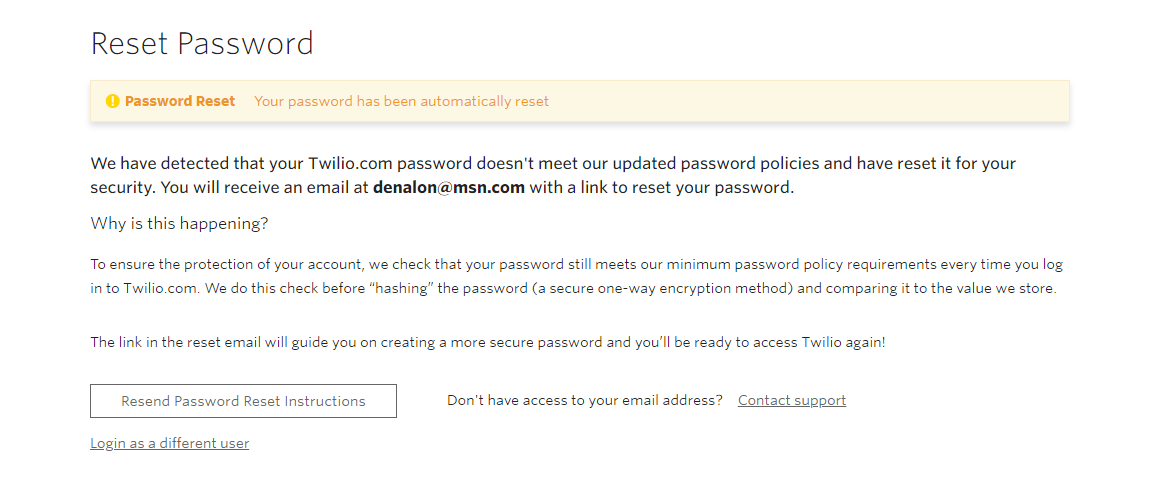 Reset Password
Password Reset Your password has been automatically reset
We have detected that your Twilio.com password doesn't meet our updated password policies and have reset it for your
security. You will receive an email at denalon@msn.com with a link to reset your password.
Why is this happening?
To ensure the protection of your account, we check that your password still meets our minimum password policy requirements every time you log
in to Twilio.com. We do this check before “hashing” the password (a secure one-way encryption method) and comparing it to the value we store.
The link in the reset email will guide you on creating a more secure password and you’ll be ready to access Twilio again!
Resend Password Reset Instructions Don't have access to your email address? Contact support
Login as a different user